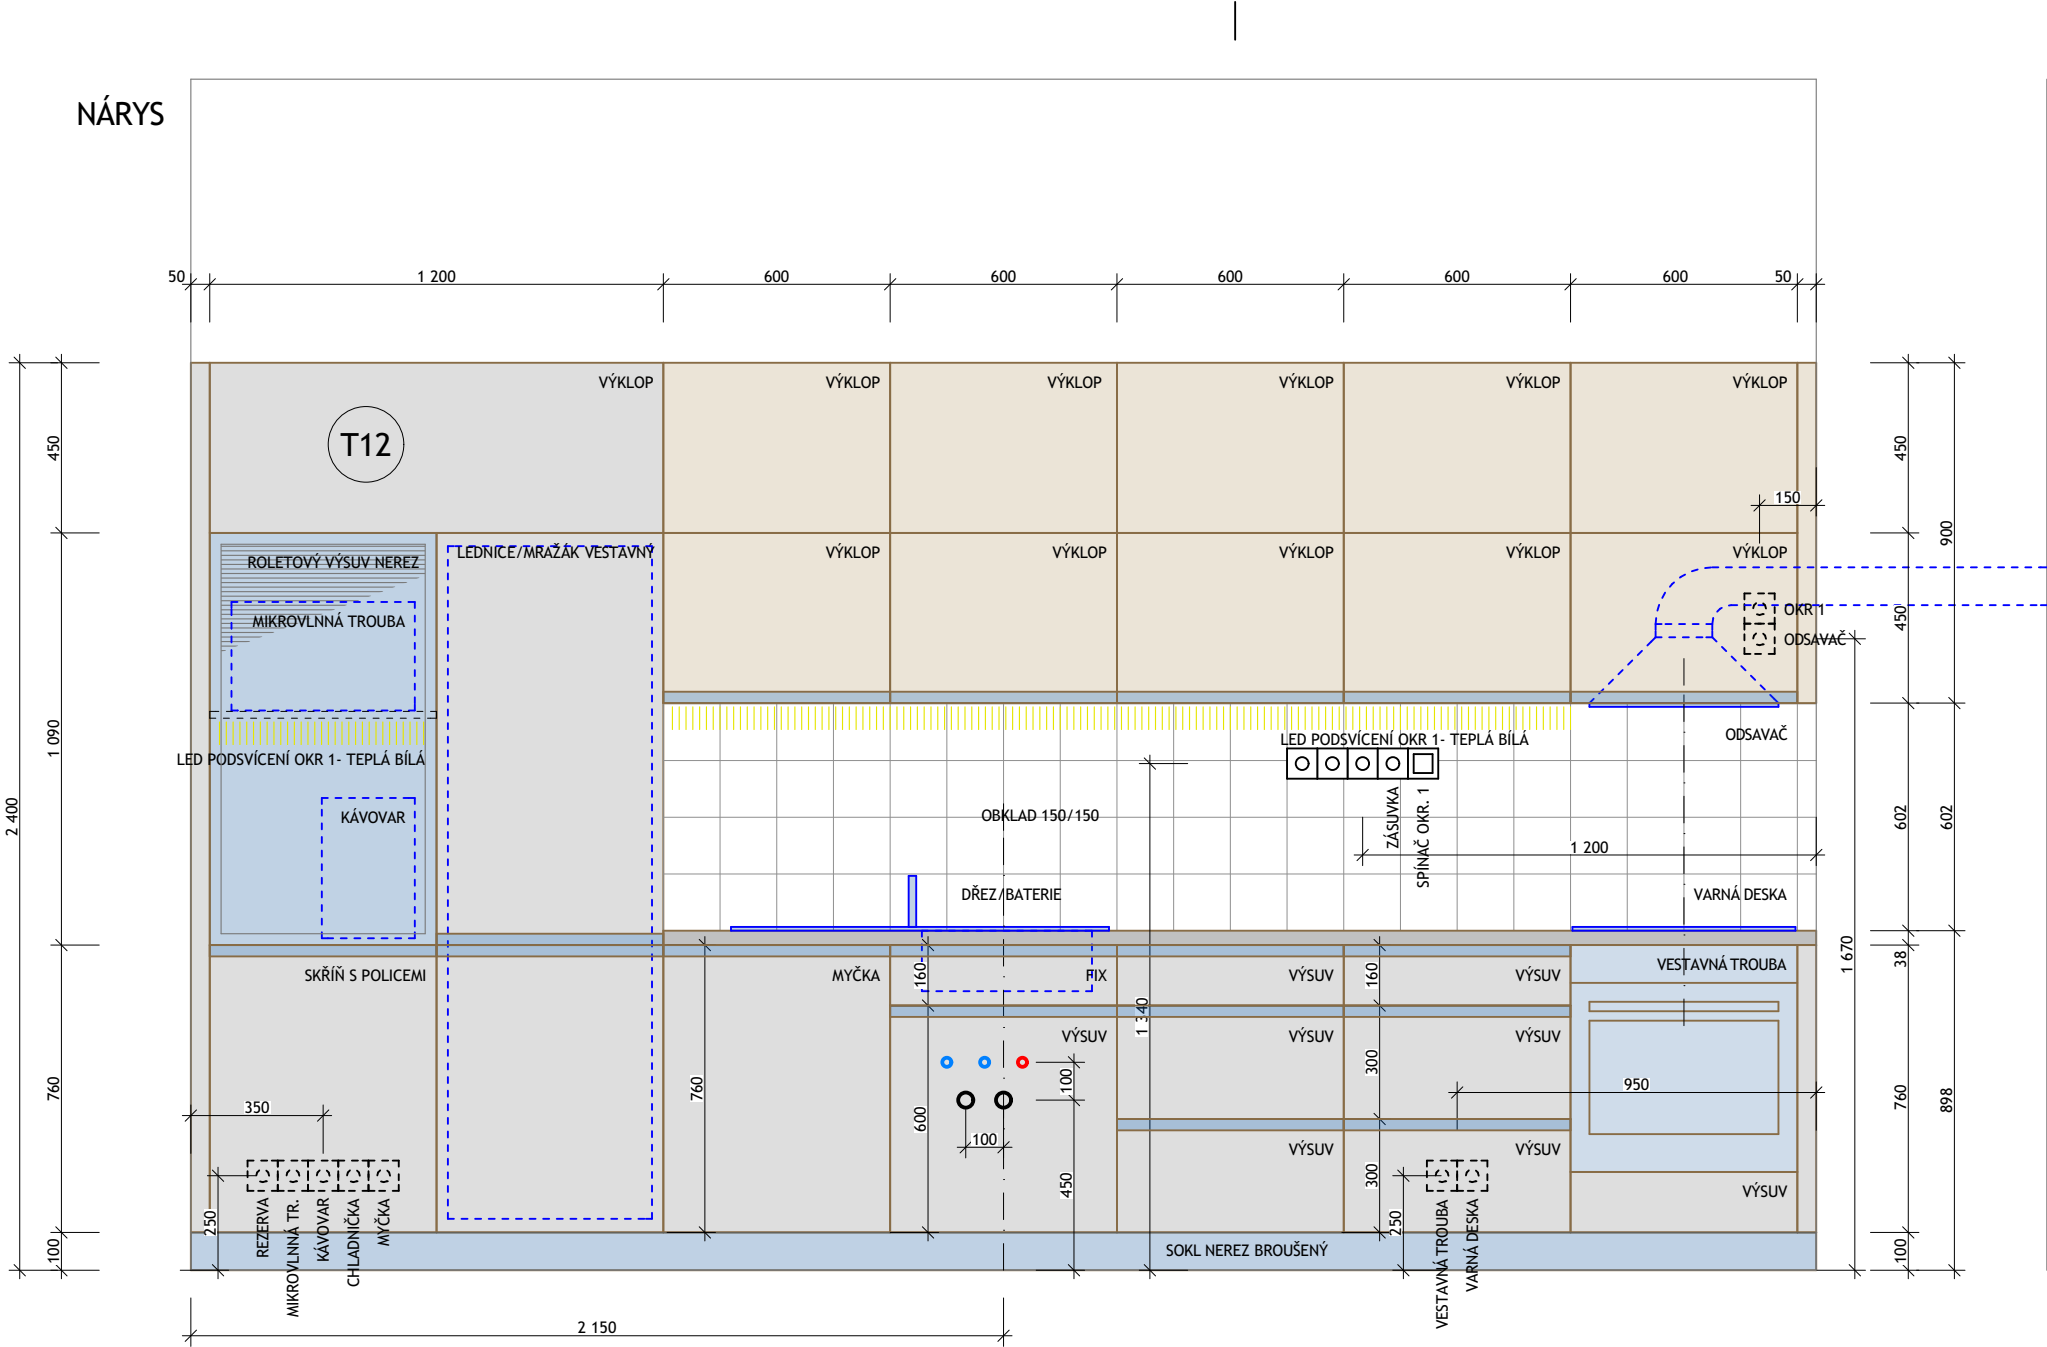 NÁRYS
50
1 200
600
600
600
600
600
50
VÝKLOP
VÝKLOP
VÝKLOP
VÝKLOP
VÝKLOP
VÝKLOP
T12
450
450
150
900
ROLETOVÝ VÝSUV NEREZ
LEDNICE/MRAŽÁK VESTAVNÝ
VÝKLOP
VÝKLOP
VÝKLOP
VÝKLOP
VÝKLOP
MIKROVLNNÁ TROUBA
OKR 1
ODSAVAČ
450
1 090
2 400
LED PODSVÍCENÍ OKR 1- TEPLÁ BÍLÁ
LED PODSVÍCENÍ OKR 1- TEPLÁ BÍLÁ
ODSAVAČ
KÁVOVAR
OBKLAD 150/150
ZÁSUVKA
SPÍNAČ OKR. 1
1 200
602
602
DŘEZ/BATERIE
VARNÁ DESKA
SKŘÍŇ S POLICEMI
MYČKA
160
FIX
VÝSUV
160
VÝSUV
VESTAVNÁ TROUBA
1 670
38
1 340
VÝSUV
VÝSUV
VÝSUV
760
350
760
600
100
100
450
300
950
760
898
VÝSUV
VÝSUV
300
VÝSUV
250
REZERVA
MIKROVLNNÁ TR.
KÁVOVAR
CHLADNIČKA
MYČKA
250
VESTAVNÁ TROUBA
VARNÁ DESKA
100
SOKL NEREZ BROUŠENÝ
100
2 150